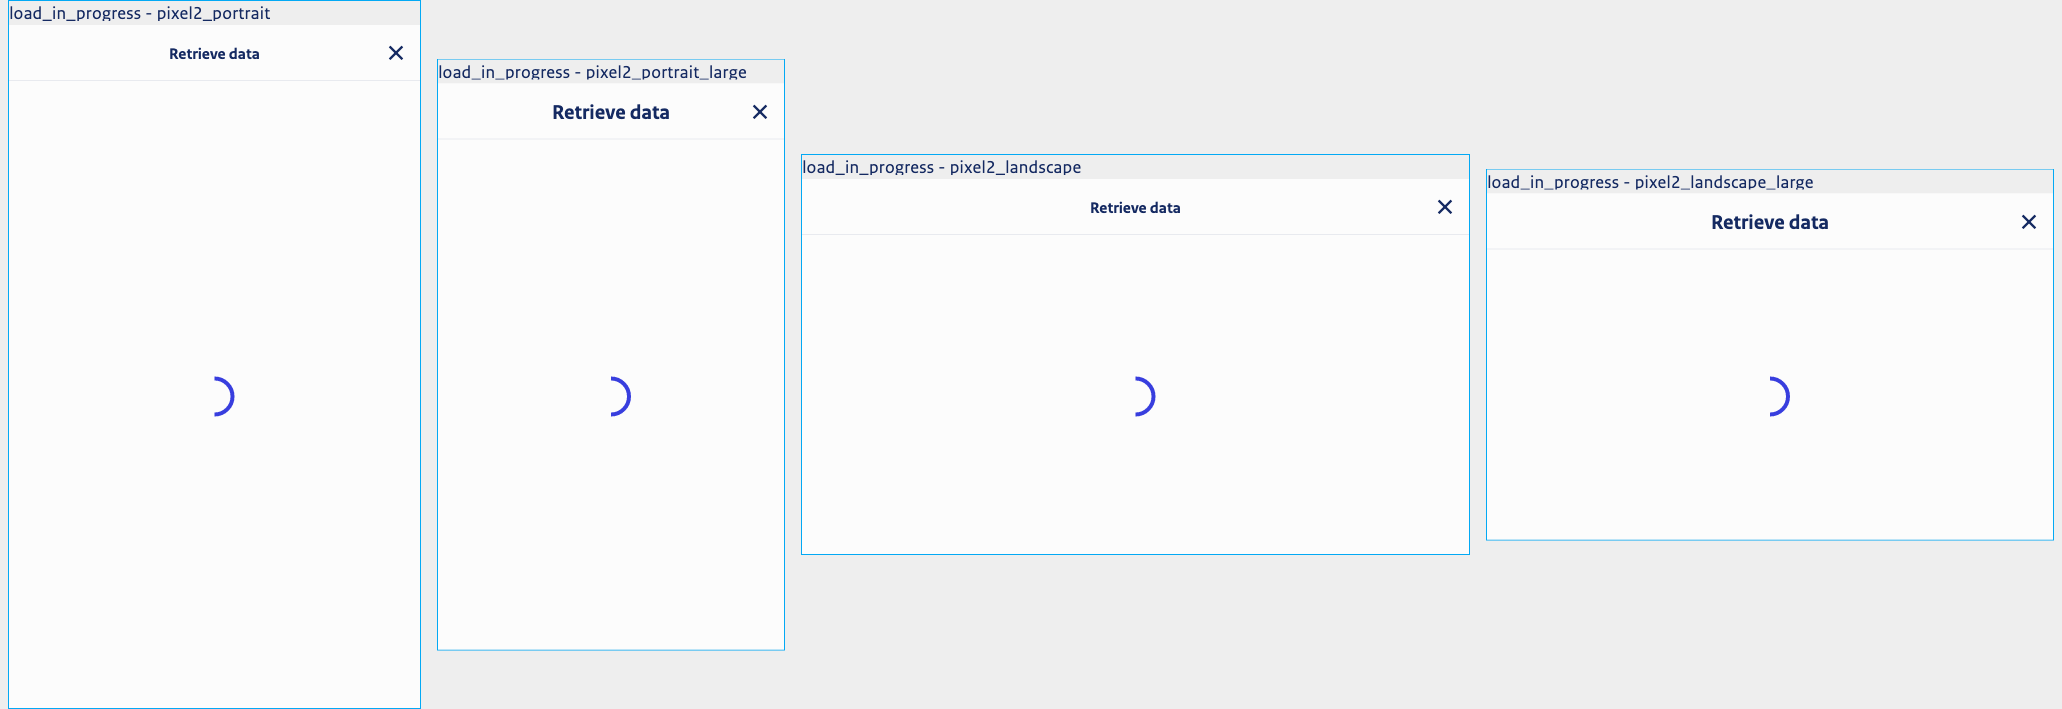 load_in_progress - pixel2_portrait
Retrieve data
load_in_progress - pixel2_portrait_large
Retrieve data
load_in_progress - pixel2_landscape
Retrieve data
load_in_progress - pixel2_landscape_large
Retrieve data